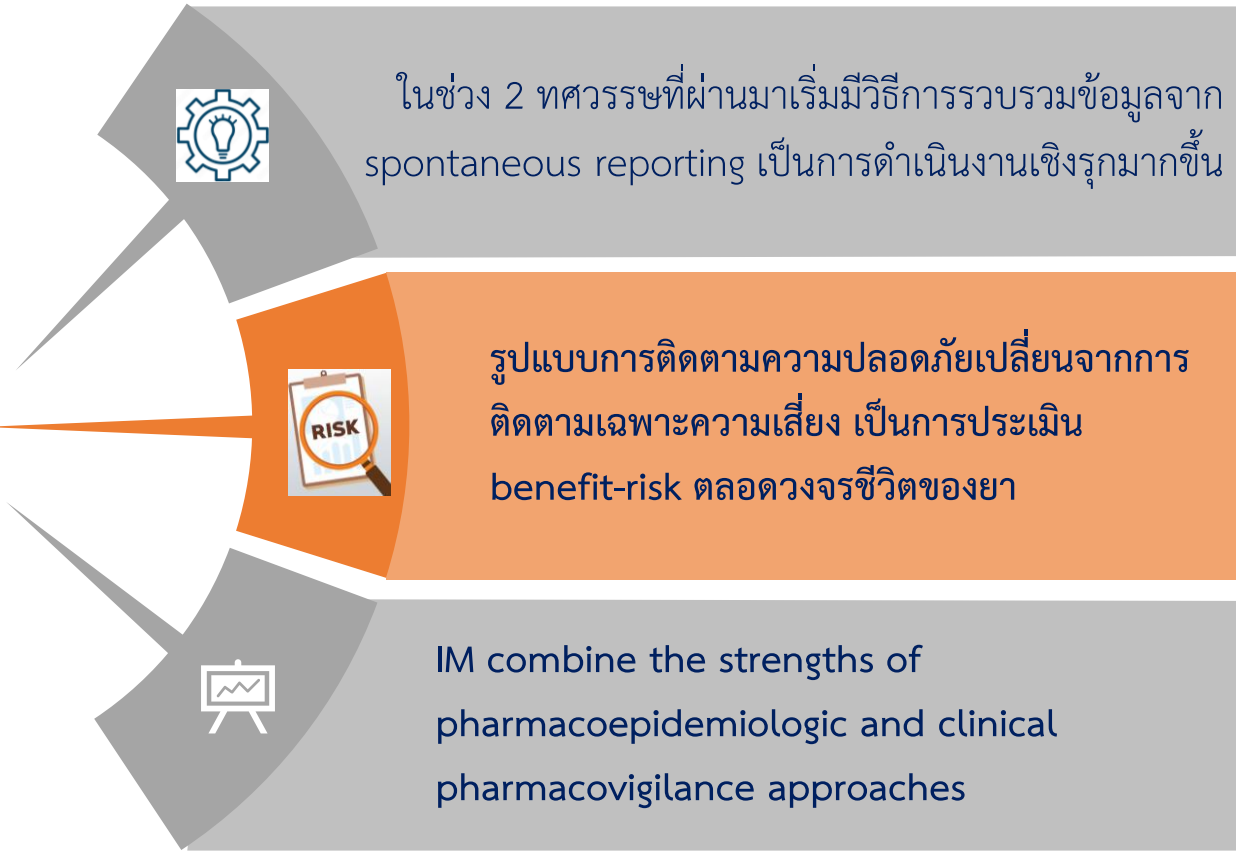 ในช่วง 2 ทศวรรษที่ผ่านมาเริ่มมีวิธีการรวบรวมข้อมูลจาก
spontaneous reporting เป็นการดำเนินงานเชิงรุกมากขึ้น
RISK
รูปแบบการติดตามความปลอดภัยเปลี่ยนจากการ
ติดตามเฉพาะความเสี่ยง เป็นการประเมิน
benefit-risk ตลอดวงจรชีวิตของยา
IM combine the strengths of
pharmacoepidemiologic and clinical
pharmacovigilance approaches